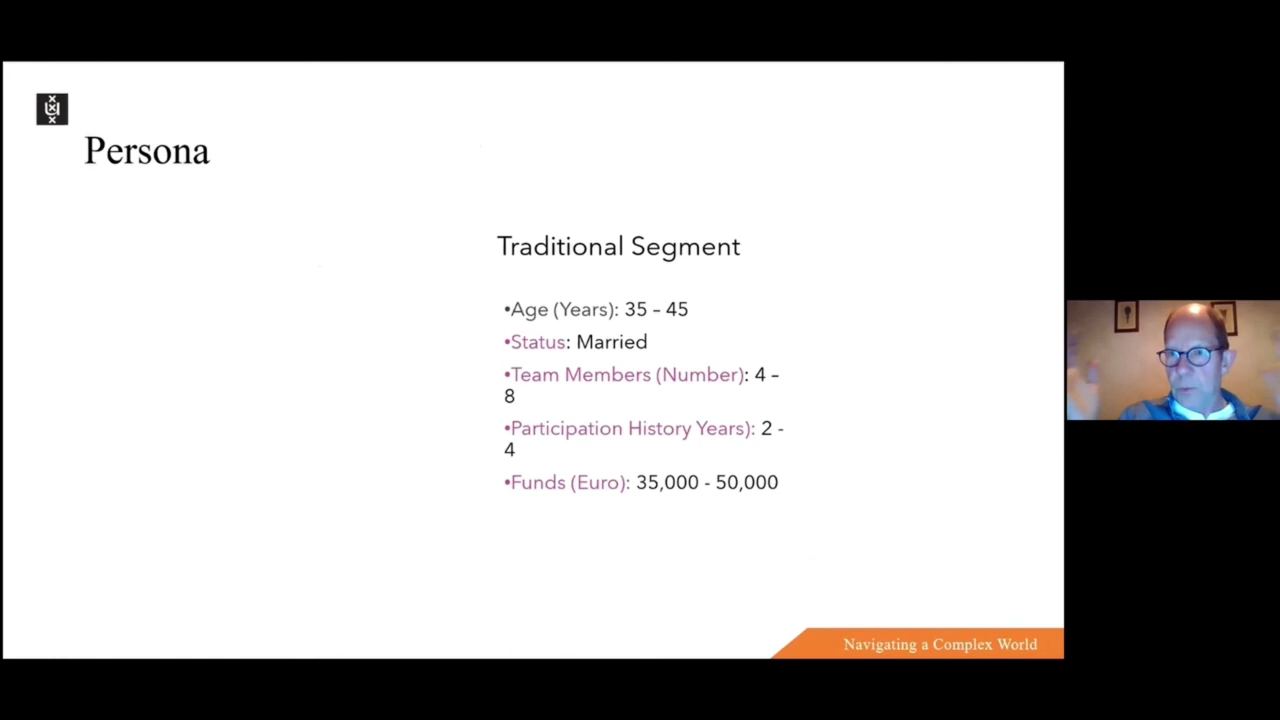 Persona
Traditional Segment
•Age (Years): 35 – 45
•Status: Married
•Team Members (Number): 4 –
8
•Participation History Years): 2 -
4
•Funds (Euro): 35,000 - 50,000
Navigating a Complex World